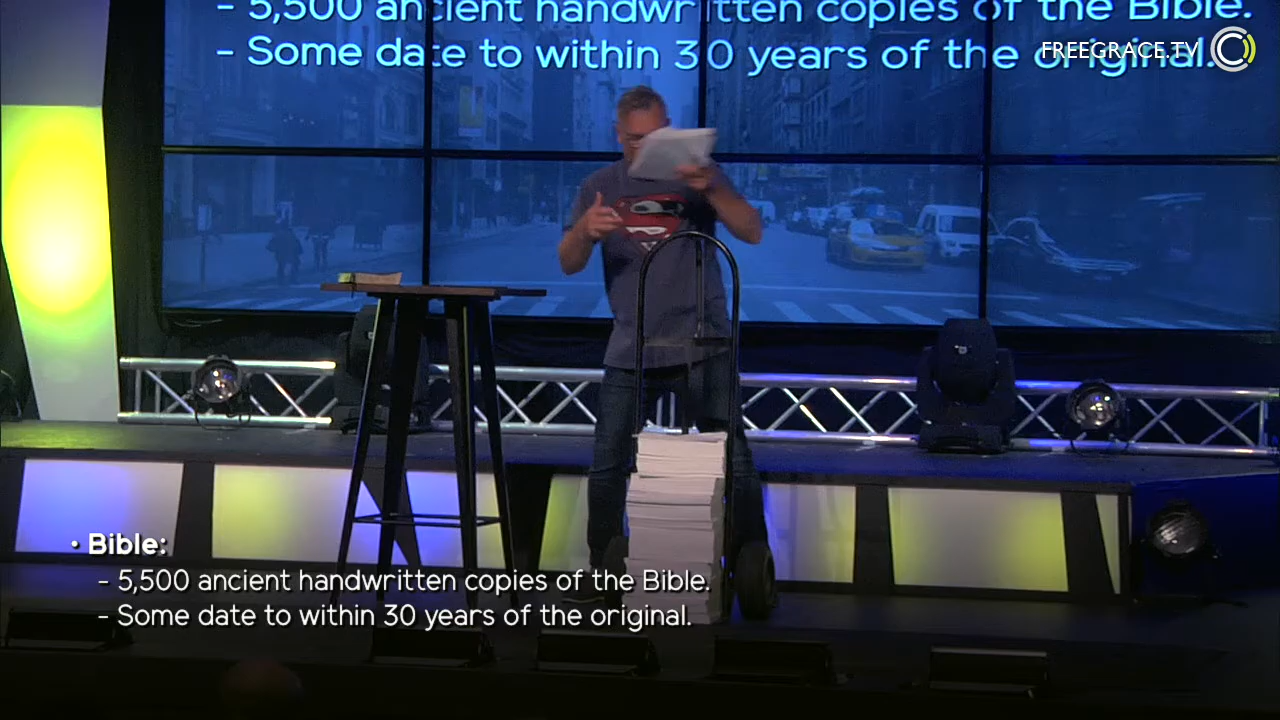 - 5,500 ancient handwritten copies of the Bible.
- Some date to within 30 years of the original.
FREEGRACE.TV
• Bible:
- 5,500 ancient handwritten copies of the Bible.
- Some date to within 30 years of the original.